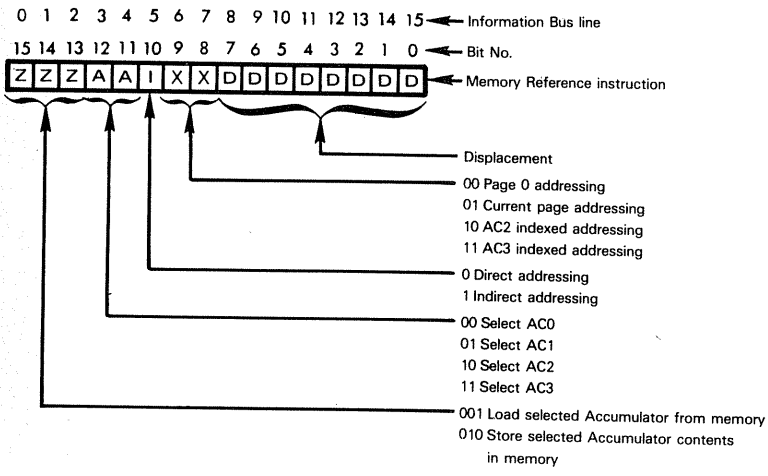 0 1 2 3 4 5 6 7 8 9 10 11 12 13 14 15 Information Bus line
15 14 13 12 11 10 9 8 7 6 5 4 3 2 1 0 Bit No.
Z Z Z A A I X X D D D D D D D D Memory Reference instruction
Displacement
00 Page 0 addressing
01 Current page addressing
10 AC2 indexed addressing
11 AC3 indexed addressing
0 Direct addressing
1 Indirect addressing
00 Select AC0
01 Select AC1
10 Select AC2
11 Select AC3
001 Load selected Accumulator from memory
010 Store selected Accumulator contents
in memory